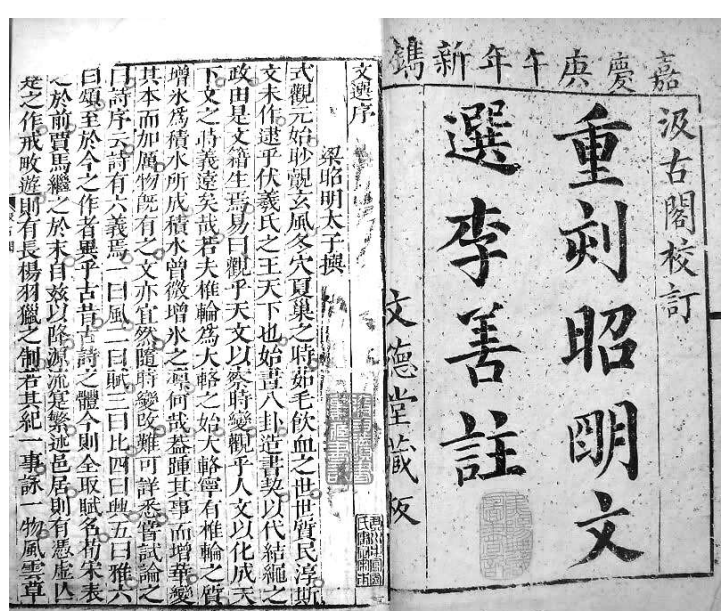 嘉慶庚午年新鐫
汲古閣校訂
重刻昭明文
選李善註
文德堂藏板
文選序
梁昭明太子撰
式觀元始眇覿玄風冬穴夏巢之時茹毛飲血之世世質民淳斯
文未作逮乎伏羲氏之王天下也始畫八卦造書契以代結繩之
政由是文籍生焉易曰觀乎天文以察時變觀乎人文以化成天
下文之時義遠矣哉若夫椎輪爲大輅之始大輅寧有椎輪之質
增氷爲積水所成積水曾微增氷之凛何哉葢踵其事而增華變
其本而加厲物既有之文亦宜然隨時變改難可詳悉嘗試論之
曰詩序云詩有六義焉一曰風二曰賦三曰比四曰興五曰雅六
曰頌至於今之作者異乎古昔古詩之體今則全取賦名荀宋表
之於前賈馬繼之於末自兹以降源流寔繁述邑居則有憑虛亡
是之作戒畋遊則有長楊羽獵之制若其紀一事詠一物風雲草